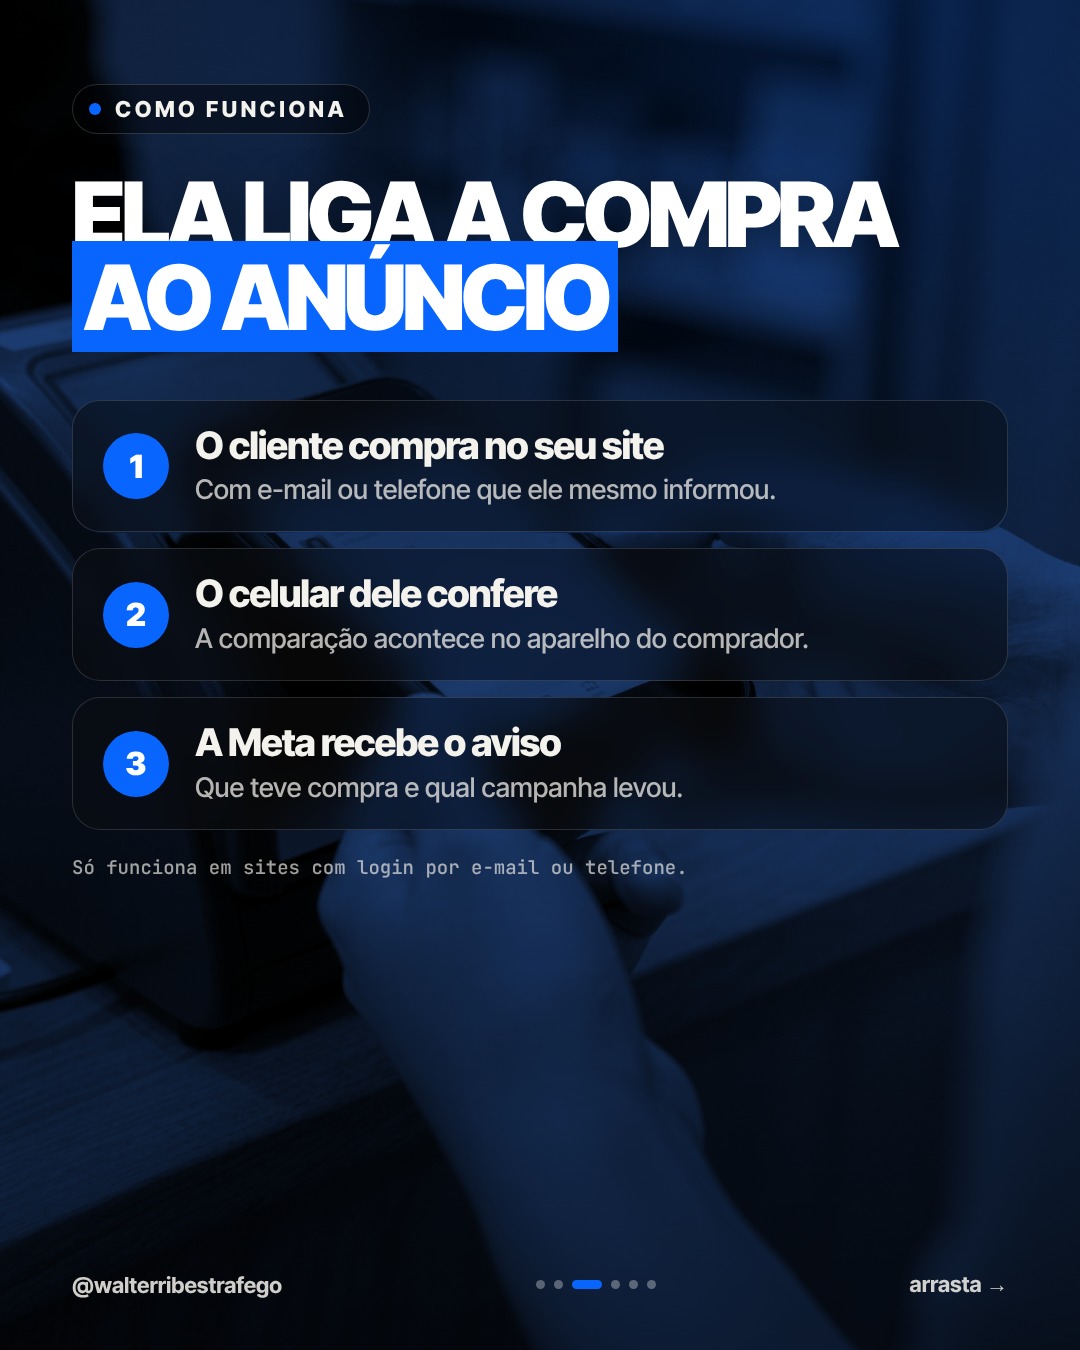 COMO FUNCIONA
ELA LIGA A COMPRA
AO ANÚNCIO
1
O cliente compra no seu site
Com e-mail ou telefone que ele mesmo informou.
2
O celular dele confere
A comparação acontece no aparelho do comprador.
3
A Meta recebe o aviso
Que teve compra e qual campanha levou.
Só funciona em sites com login por e-mail ou telefone.
@walterribestrafego
arrasta →